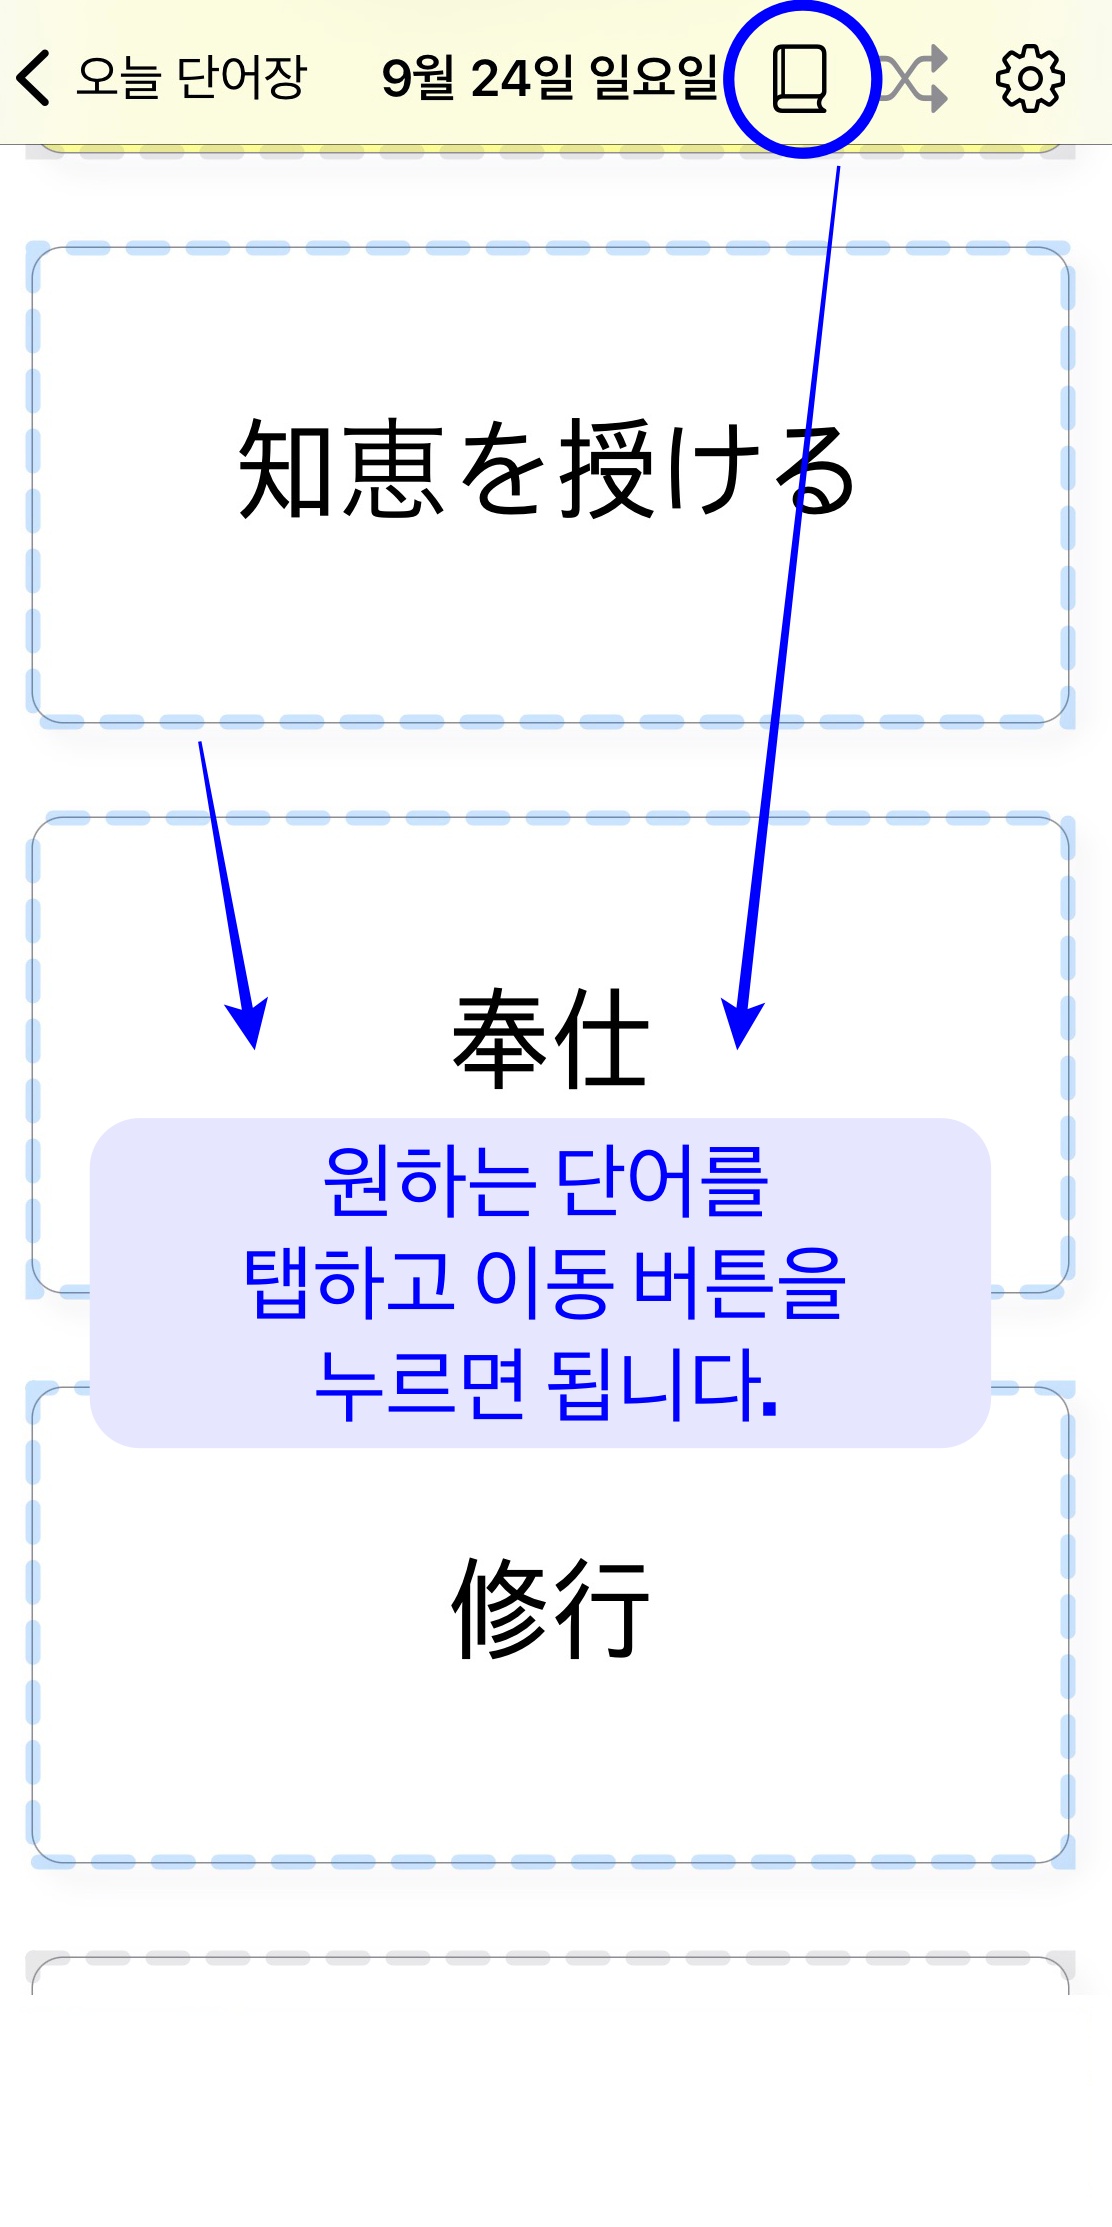 오늘 단어장 9월 24일 일요일
知恵を授ける
奉仕
원하는 단어를
탭하고 이동 버튼을
누르면 됩니다.
修行